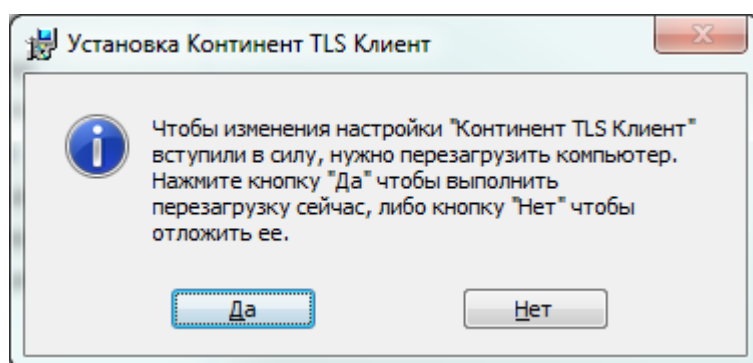 Установка Континент TLS Клиент
Чтобы изменения настройки "Континент TLS Клиент"
вступили в силу, нужно перезагрузить компьютер.
Нажмите кнопку "Да" чтобы выполнить
перезагрузку сейчас, либо кнопку "Нет" чтобы
отложить ее.
Да
Нет